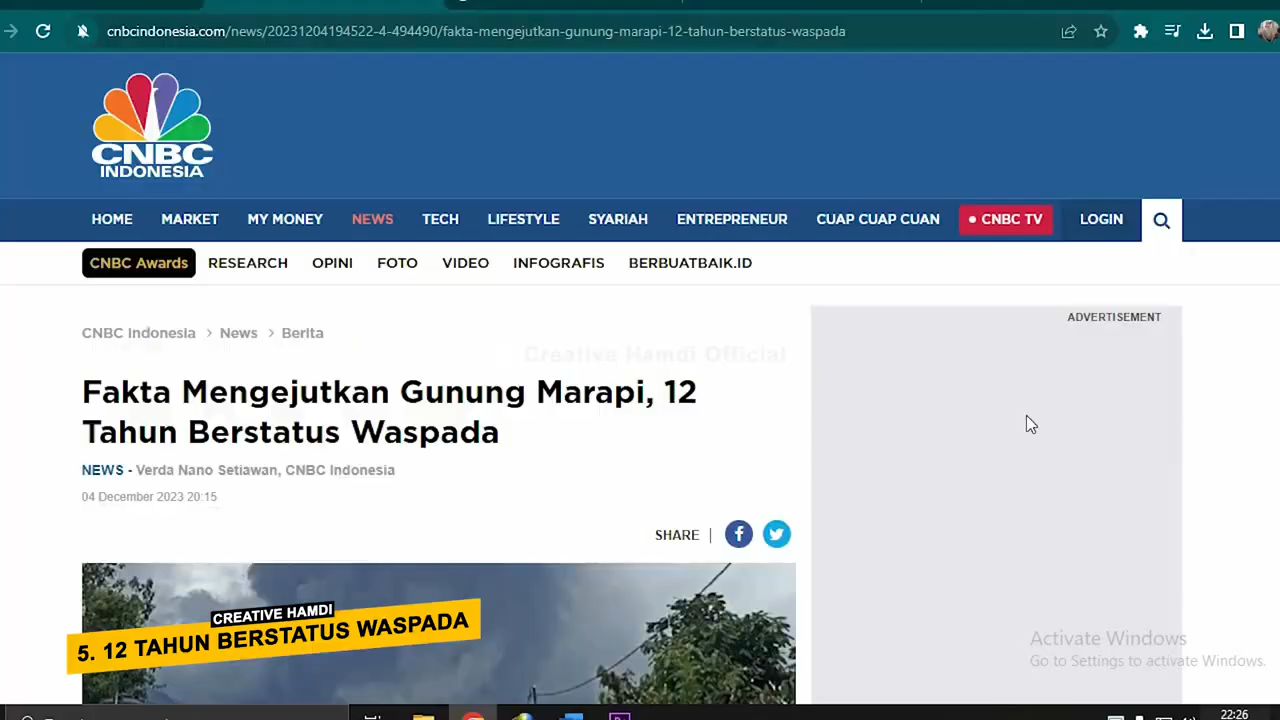 cnbcindonesia.com/news/20231204194522-4-494490/fakta-mengejutkan-gunung-marapi-12-tahun-berstatus-waspada
CNBC
INDONESIA
HOME MARKET MY MONEY NEWS TECH LIFESTYLE SYARIAH ENTREPRENEUR CUAP CUAP CUAN CNBC TV LOGIN
CNBC Awards RESEARCH OPINI FOTO VIDEO INFOGRAFIS BERBUATBAIK.ID
ADVERTISEMENT
CNBC Indonesia > News > Berita
Creative Hamdi Official
Fakta Mengejutkan Gunung Marapi, 12
Tahun Berstatus Waspada
NEWS - Verda Nano Setiawan, CNBC Indonesia
04 December 2023 20:15
SHARE |
CREATIVE HAMDI
5. 12 TAHUN BERSTATUS WASPADA
Activate Windows
Go to Settings to activate Windows.
22:26